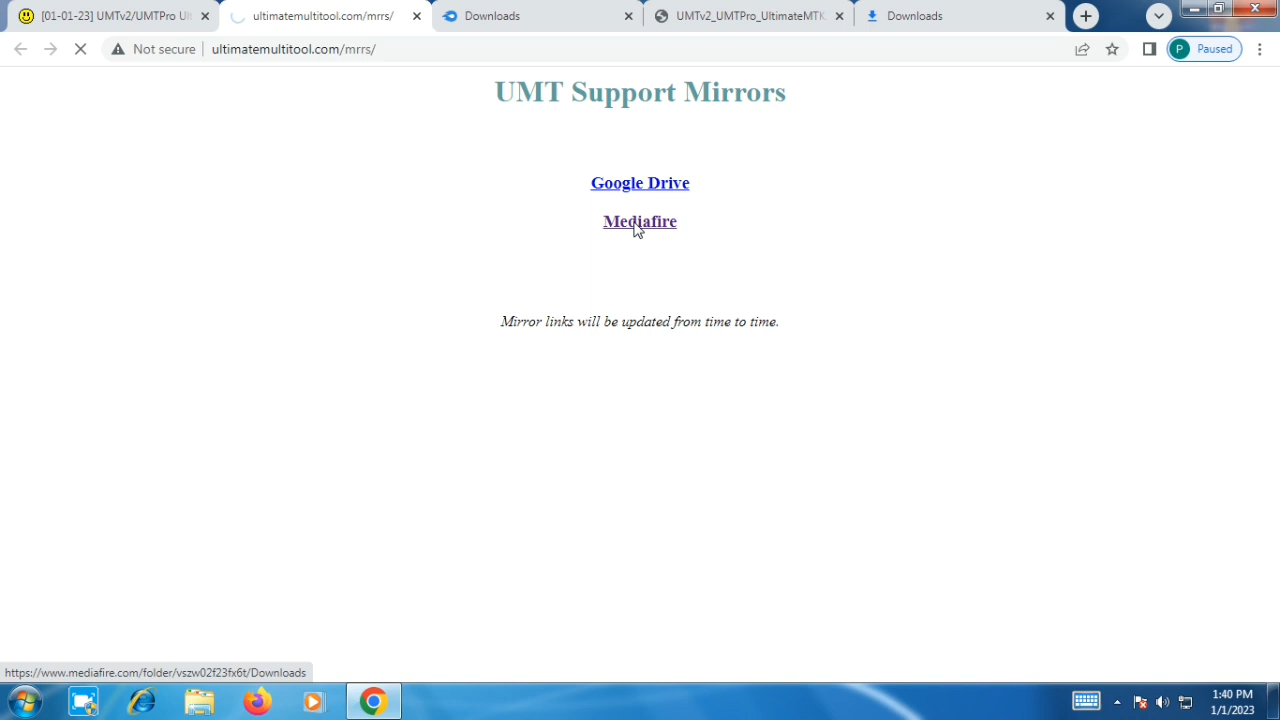 [01-01-23] UMTv2/UMTPro Ul
ultimatemultitool.com/mrrs/
Downloads
UMTv2_UMTPro_UltimateMTK
Downloads
Not secure
ultimatemultitool.com/mrrs/
P
Paused
UMT Support Mirrors
Google Drive
Mediafire
Mirror links will be updated from time to time.
https://www.mediafire.com/folder/vszw02f23fx6t/Downloads
1:40 PM
1/1/2023